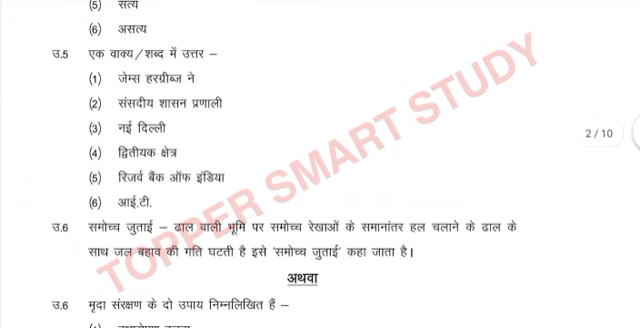 (5) सत्य
(6) असत्य
उ.5 एक वाक्य/शब्द में उत्तर –
(1) जेम्स हरग्रीब्ज ने
(2) संसदीय शासन प्रणाली
(3) नई दिल्ली
(4) द्वितीयक क्षेत्र
(5) रिजर्व बैंक ऑफ इंडिया
(6) आई.टी.
उ.6 समोच्च जुताई – ढाल वाली भूमि पर समोच्च रेखाओं के समानांतर हल चलाने के ढाल के
साथ जल बहाव की गति घटती है इसे 'समोच्च जुताई' कहा जाता है।
अथवा
उ.6 मृदा संरक्षण के दो उपाय निम्नलिखित हैं –
2 / 10
TOPPER SMART STUDY